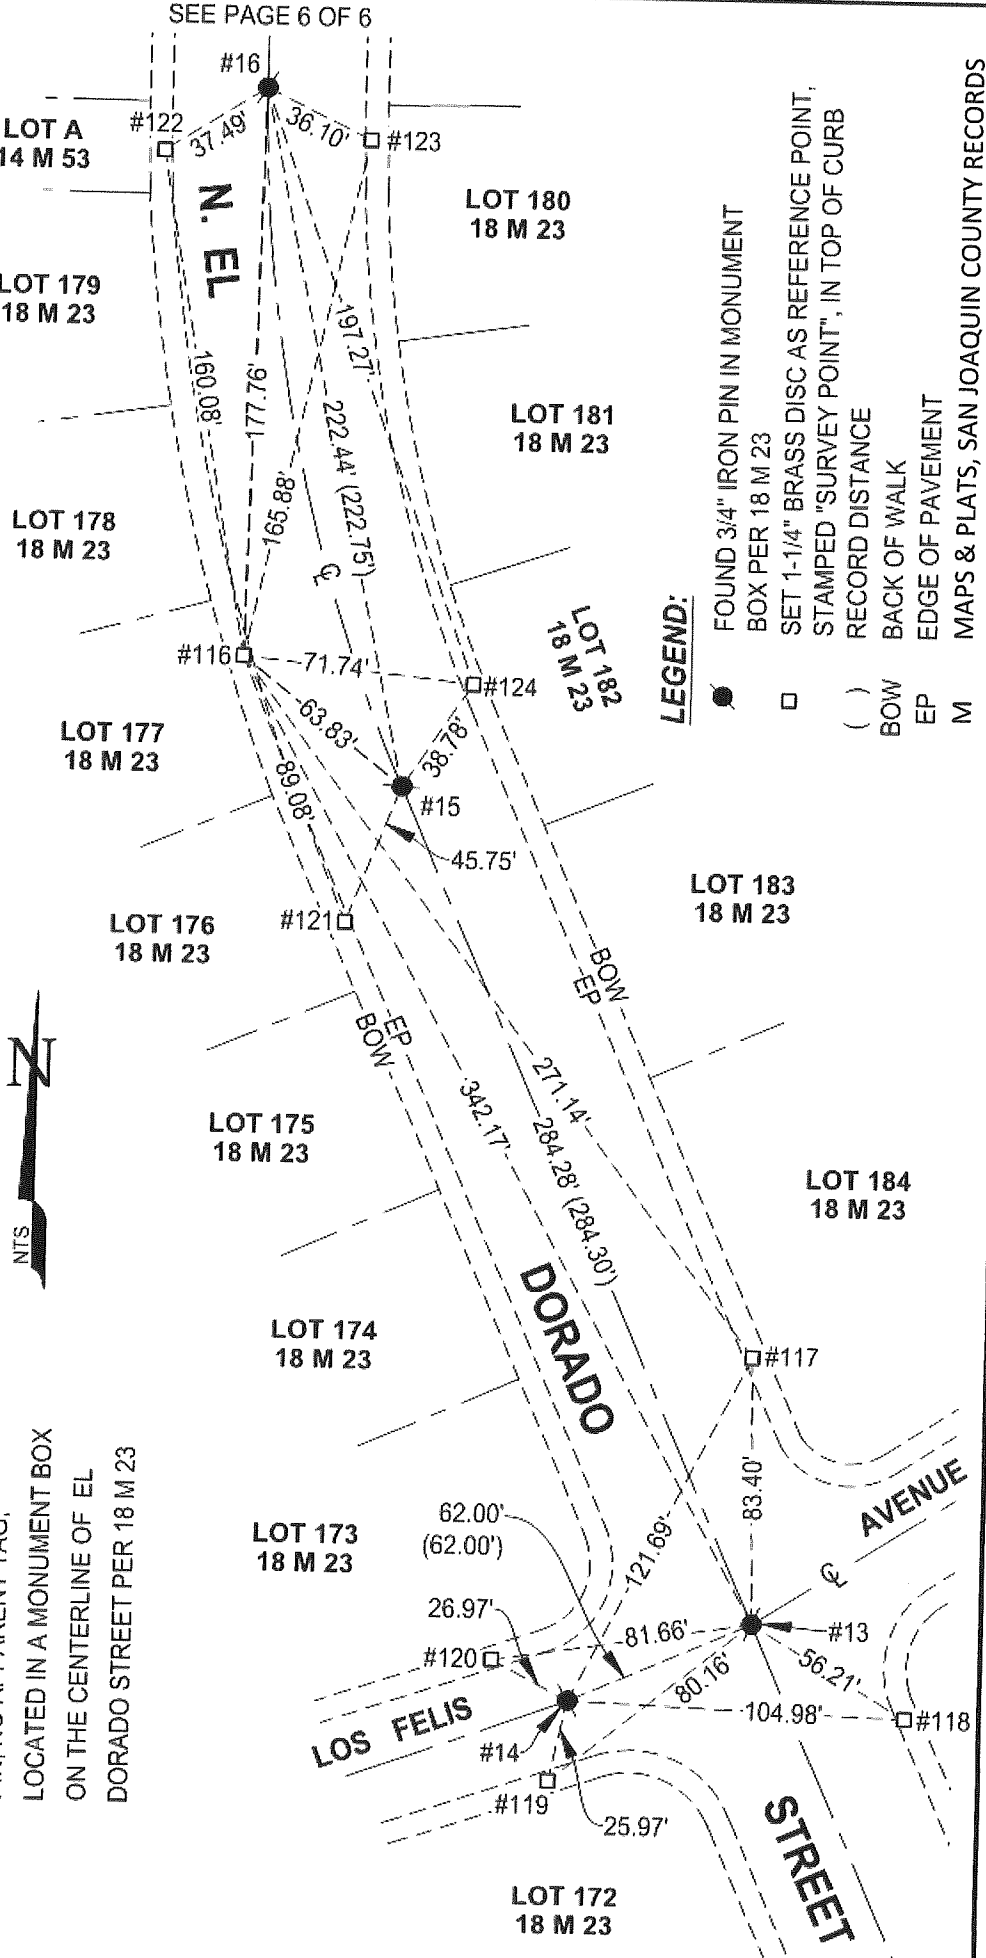 SEE PAGE 6 OF 6
#16
#122
37.49'
36.10'
#123
LOT A
14 M 53
N. EL
LOT 180
18 M 23
LOT 179
18 M 23
160.08'
177.76'
165.88'
197.27'
222.44' (222.75')
℄
LOT 181
18 M 23
LOT 178
18 M 23
#116
71.74'
#124
LOT 182
18 M 23
63.83'
38.78'
LOT 177
18 M 23
89.08'
#15
45.75'
#121
LOT 183
18 M 23
LOT 176
18 M 23
BOW
EP
EP
BOW
LEGEND:
FOUND 3/4" IRON PIN IN MONUMENT
BOX PER 18 M 23
SET 1-1/4" BRASS DISC AS REFERENCE POINT,
STAMPED "SURVEY POINT", IN TOP OF CURB
( ) RECORD DISTANCE
BOW BACK OF WALK
EP EDGE OF PAVEMENT
M MAPS & PLATS, SAN JOAQUIN COUNTY RECORDS
N
NTS
LOT 175
18 M 23
342.17'
271.14'
284.28' (284.30')
LOT 184
18 M 23
DORADO
LOT 174
18 M 23
#117
LOCATED IN A MONUMENT BOX
ON THE CENTERLINE OF EL
DORADO STREET PER 18 M 23
LOT 173
18 M 23
62.00'
(62.00')
121.69'
83.40'
AVENUE
℄
26.97'
#120
81.66'
#13
80.16'
56.21'
LOS FELIS
104.98'
#118
#14
#119
25.97'
STREET
LOT 172
18 M 23